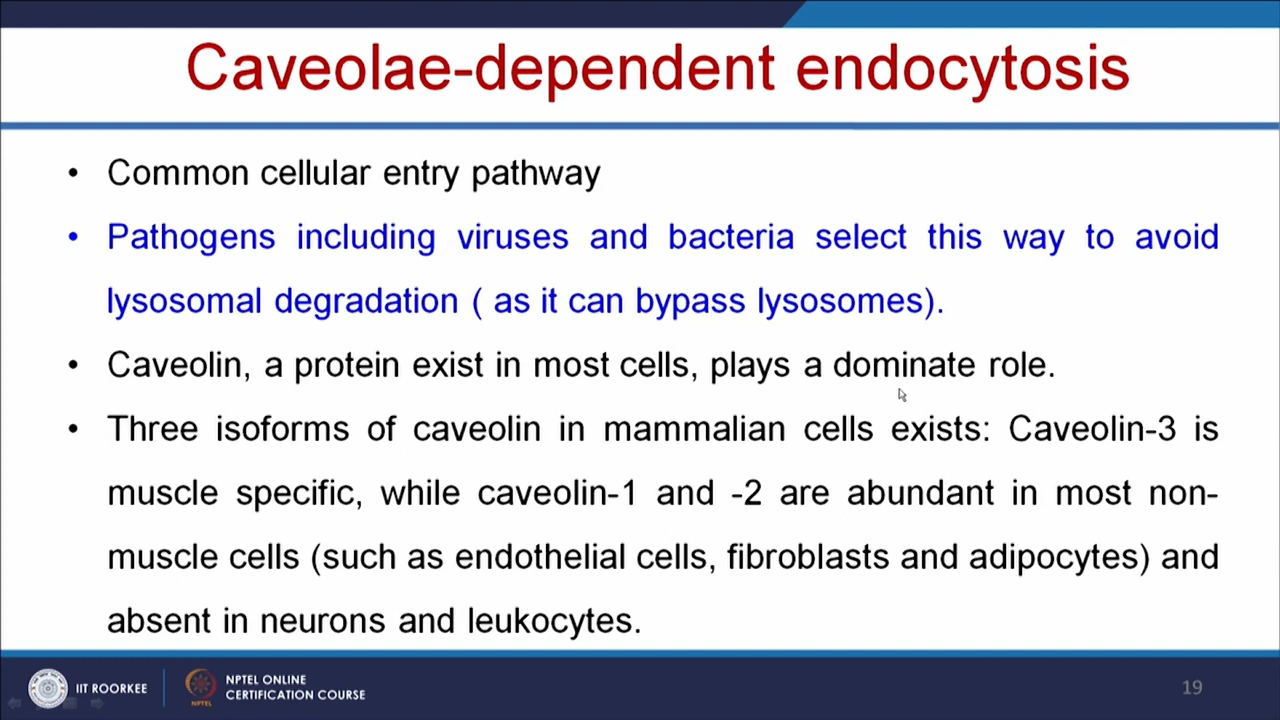 Caveolae-dependent endocytosis
• Common cellular entry pathway
• Pathogens including viruses and bacteria select this way to avoid
lysosomal degradation ( as it can bypass lysosomes).
• Caveolin, a protein exist in most cells, plays a dominate role.
• Three isoforms of caveolin in mammalian cells exists: Caveolin-3 is
muscle specific, while caveolin-1 and -2 are abundant in most non-
muscle cells (such as endothelial cells, fibroblasts and adipocytes) and
absent in neurons and leukocytes.
IIT ROORKEE
NPTEL
NPTEL ONLINE
CERTIFICATION COURSE
19